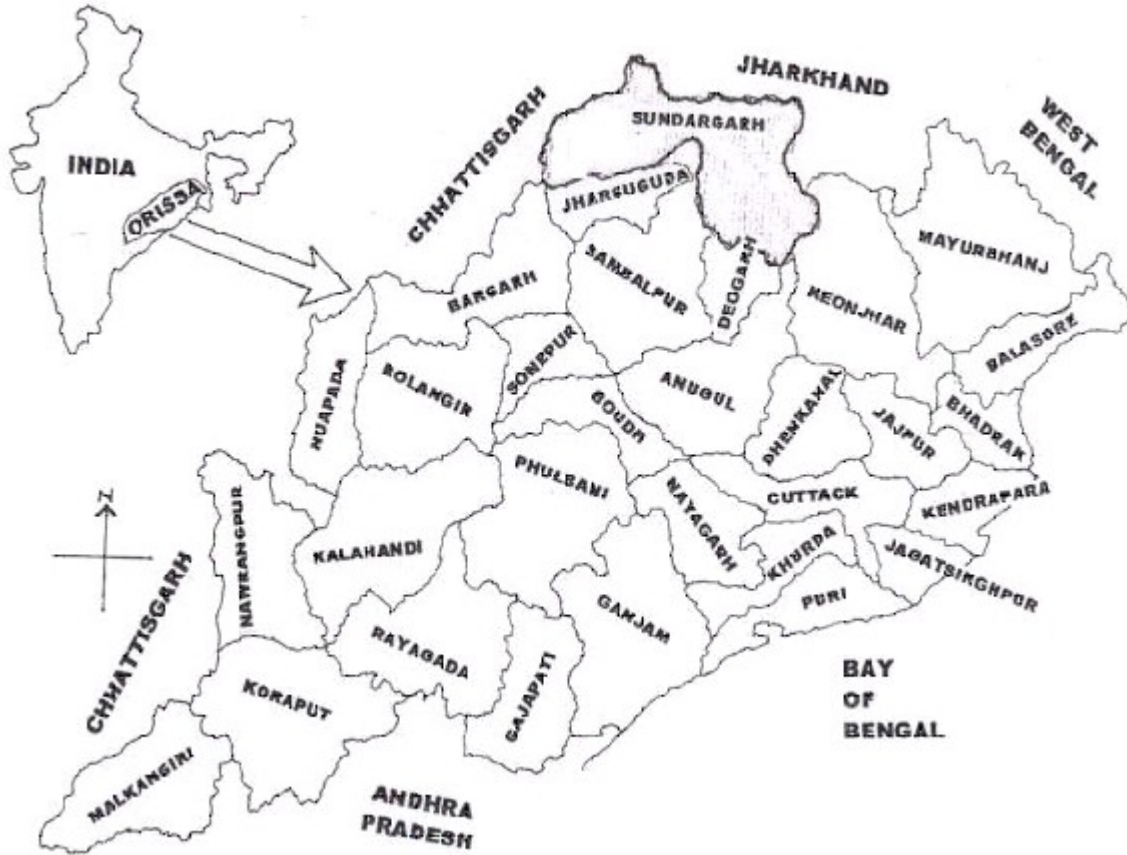 JHARKHAND
WEST
BENGAL
CHHATTISGARH
SUNDARGARH
INDIA
ORISSA
JHARSUGUDA
MAYURBHANJ
SAMBALPUR
DEOGARH
BARGARH
KEONJHAR
BALASORE
SONEPUR
BOLANGIR
NUAPADA
ANUGUL
BOUDH
DHENKANAL
JAJPUR
BHADRAK
PHULBANI
CUTTACK
KENDRAPARA
NAYAGARH
N
NAWRANGPUR
KALAHANDI
KHURDA
JAGATSINGHPUR
PURI
GANJAM
RAYAGADA
CHHATTISGARH
GAJAPATI
KORAPUT
BAY
OF
BENGAL
MALKANGIRI
ANDHRA
PRADESH